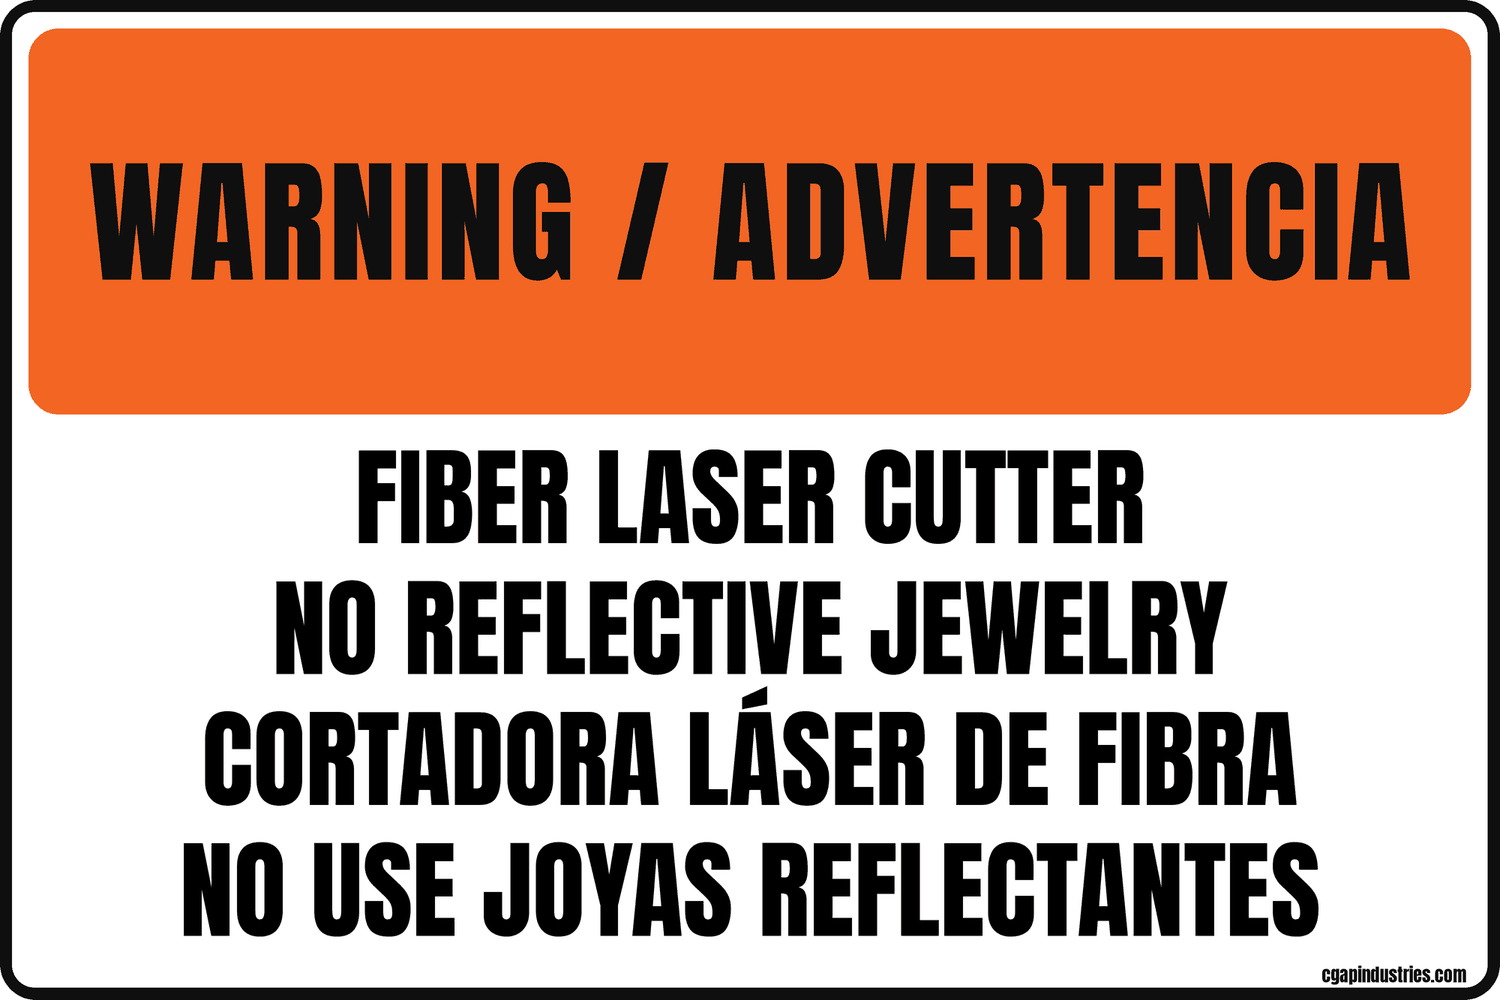 WARNING / ADVERTENCIA
FIBER LASER CUTTER
NO REFLECTIVE JEWELRY
CORTADORA LÁSER DE FIBRA
NO USE JOYAS REFLECTANTES
cgapindustries.com